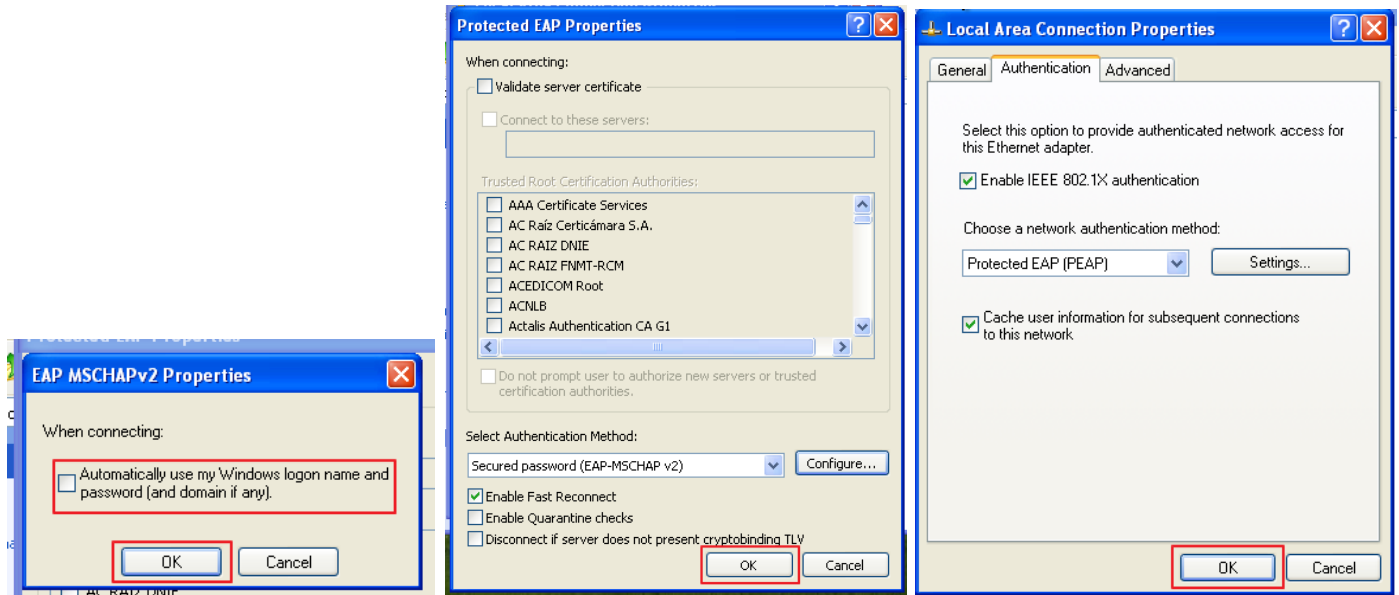 EAP MSCHAPv2 Properties
When connecting:
Automatically use my Windows logon name and
password (and domain if any).
OK
Cancel
AC RAIZ DNIE
Protected EAP Properties
When connecting:
Validate server certificate
Connect to these servers:
Trusted Root Certification Authorities:
AAA Certificate Services
AC Raíz Certicámara S.A.
AC RAIZ DNIE
AC RAIZ FNMT-RCM
ACEDICOM Root
ACNLB
Actalis Authentication CA G1
Do not prompt user to authorize new servers or trusted
certification authorities.
Select Authentication Method:
Secured password (EAP-MSCHAP v2)
Configure...
Enable Fast Reconnect
Enable Quarantine checks
Disconnect if server does not present cryptobinding TLV
OK
Cancel
Local Area Connection Properties
General
Authentication
Advanced
Select this option to provide authenticated network access for
this Ethernet adapter.
Enable IEEE 802.1X authentication
Choose a network authentication method:
Protected EAP (PEAP)
Settings...
Cache user information for subsequent connections
to this network
OK
Cancel